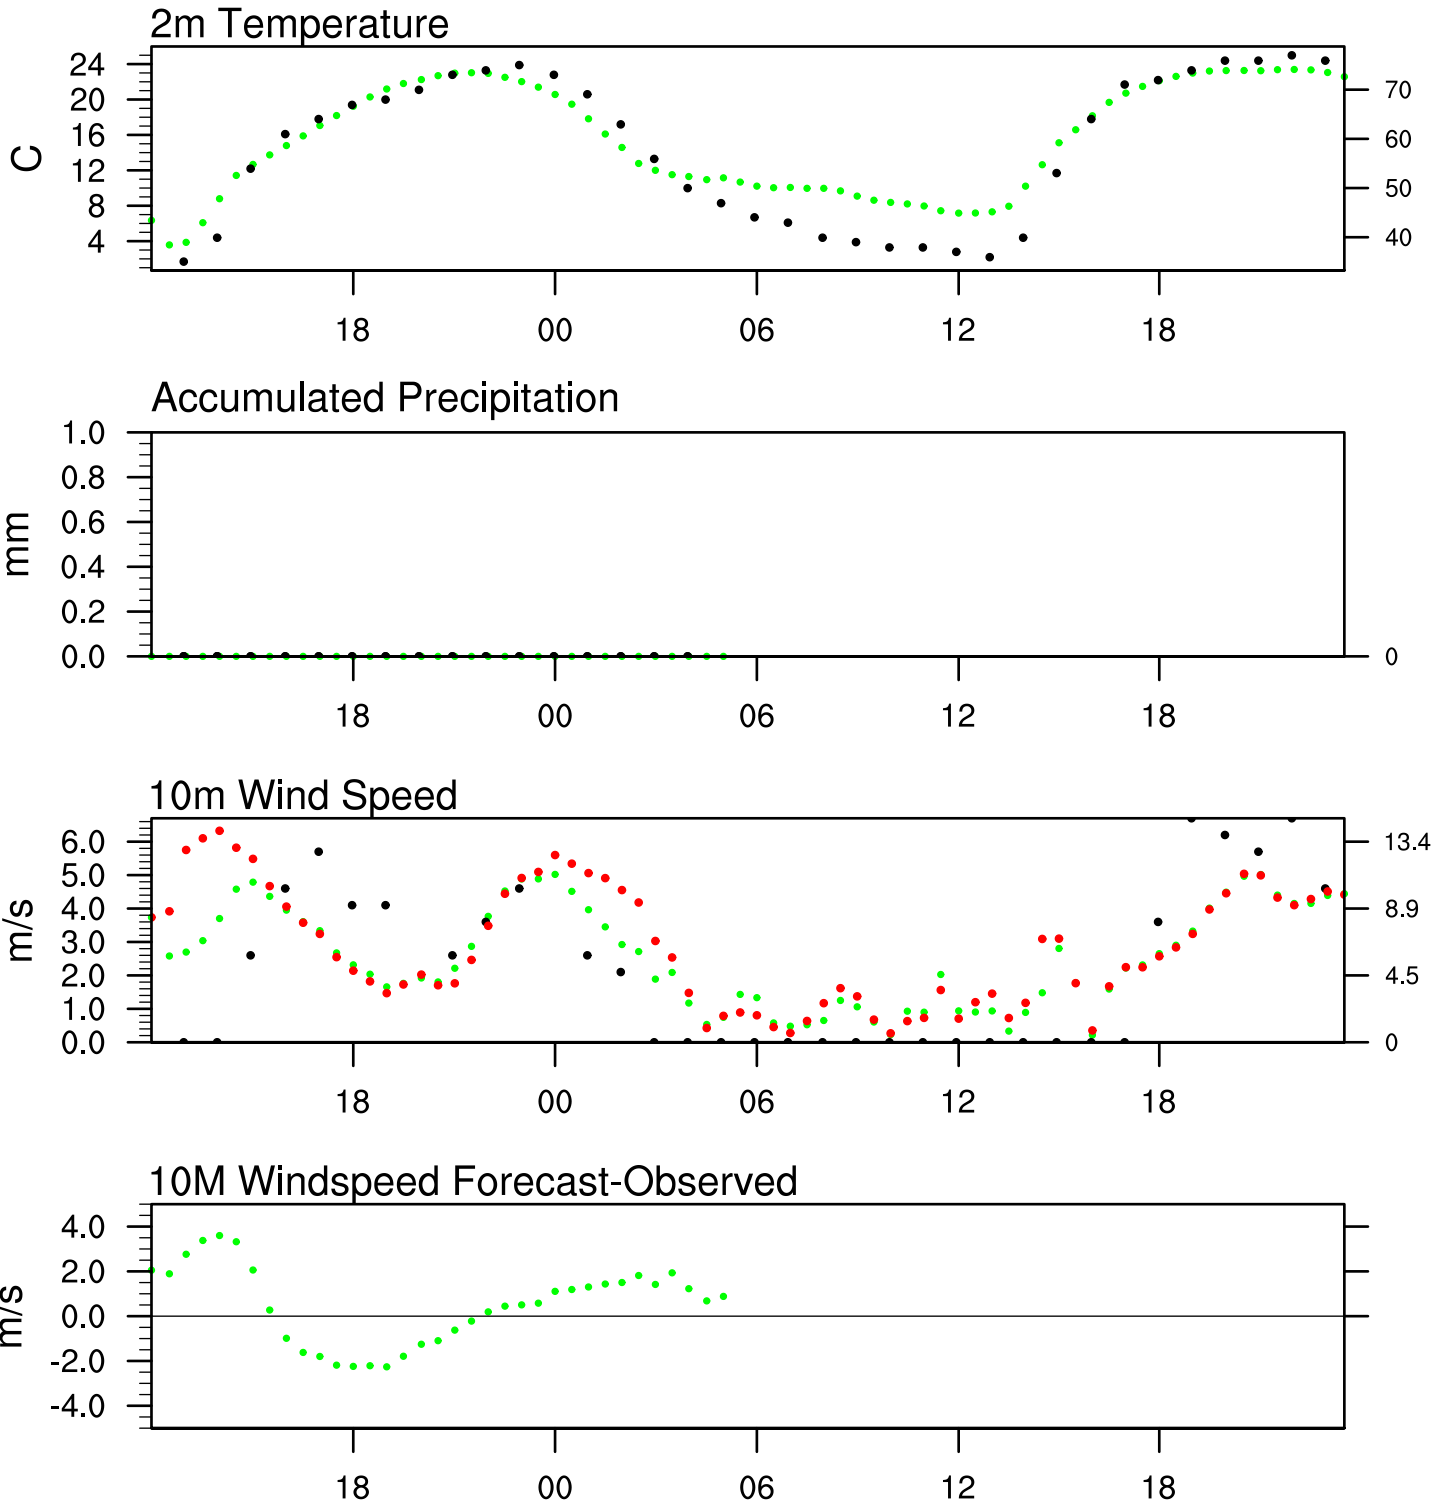 2m Temperature
24
20
16
12
8
4
C
70
60
50
40
18 00 06 12 18
Accumulated Precipitation
1.0
0.8
0.6
0.4
0.2
0.0
mm
0
18 00 06 12 18
10m Wind Speed
6.0
5.0
4.0
3.0
2.0
1.0
0.0
m/s
13.4
8.9
4.5
0
18 00 06 12 18
10M Windspeed Forecast-Observed
4.0
2.0
0.0
-2.0
-4.0
m/s
18 00 06 12 18